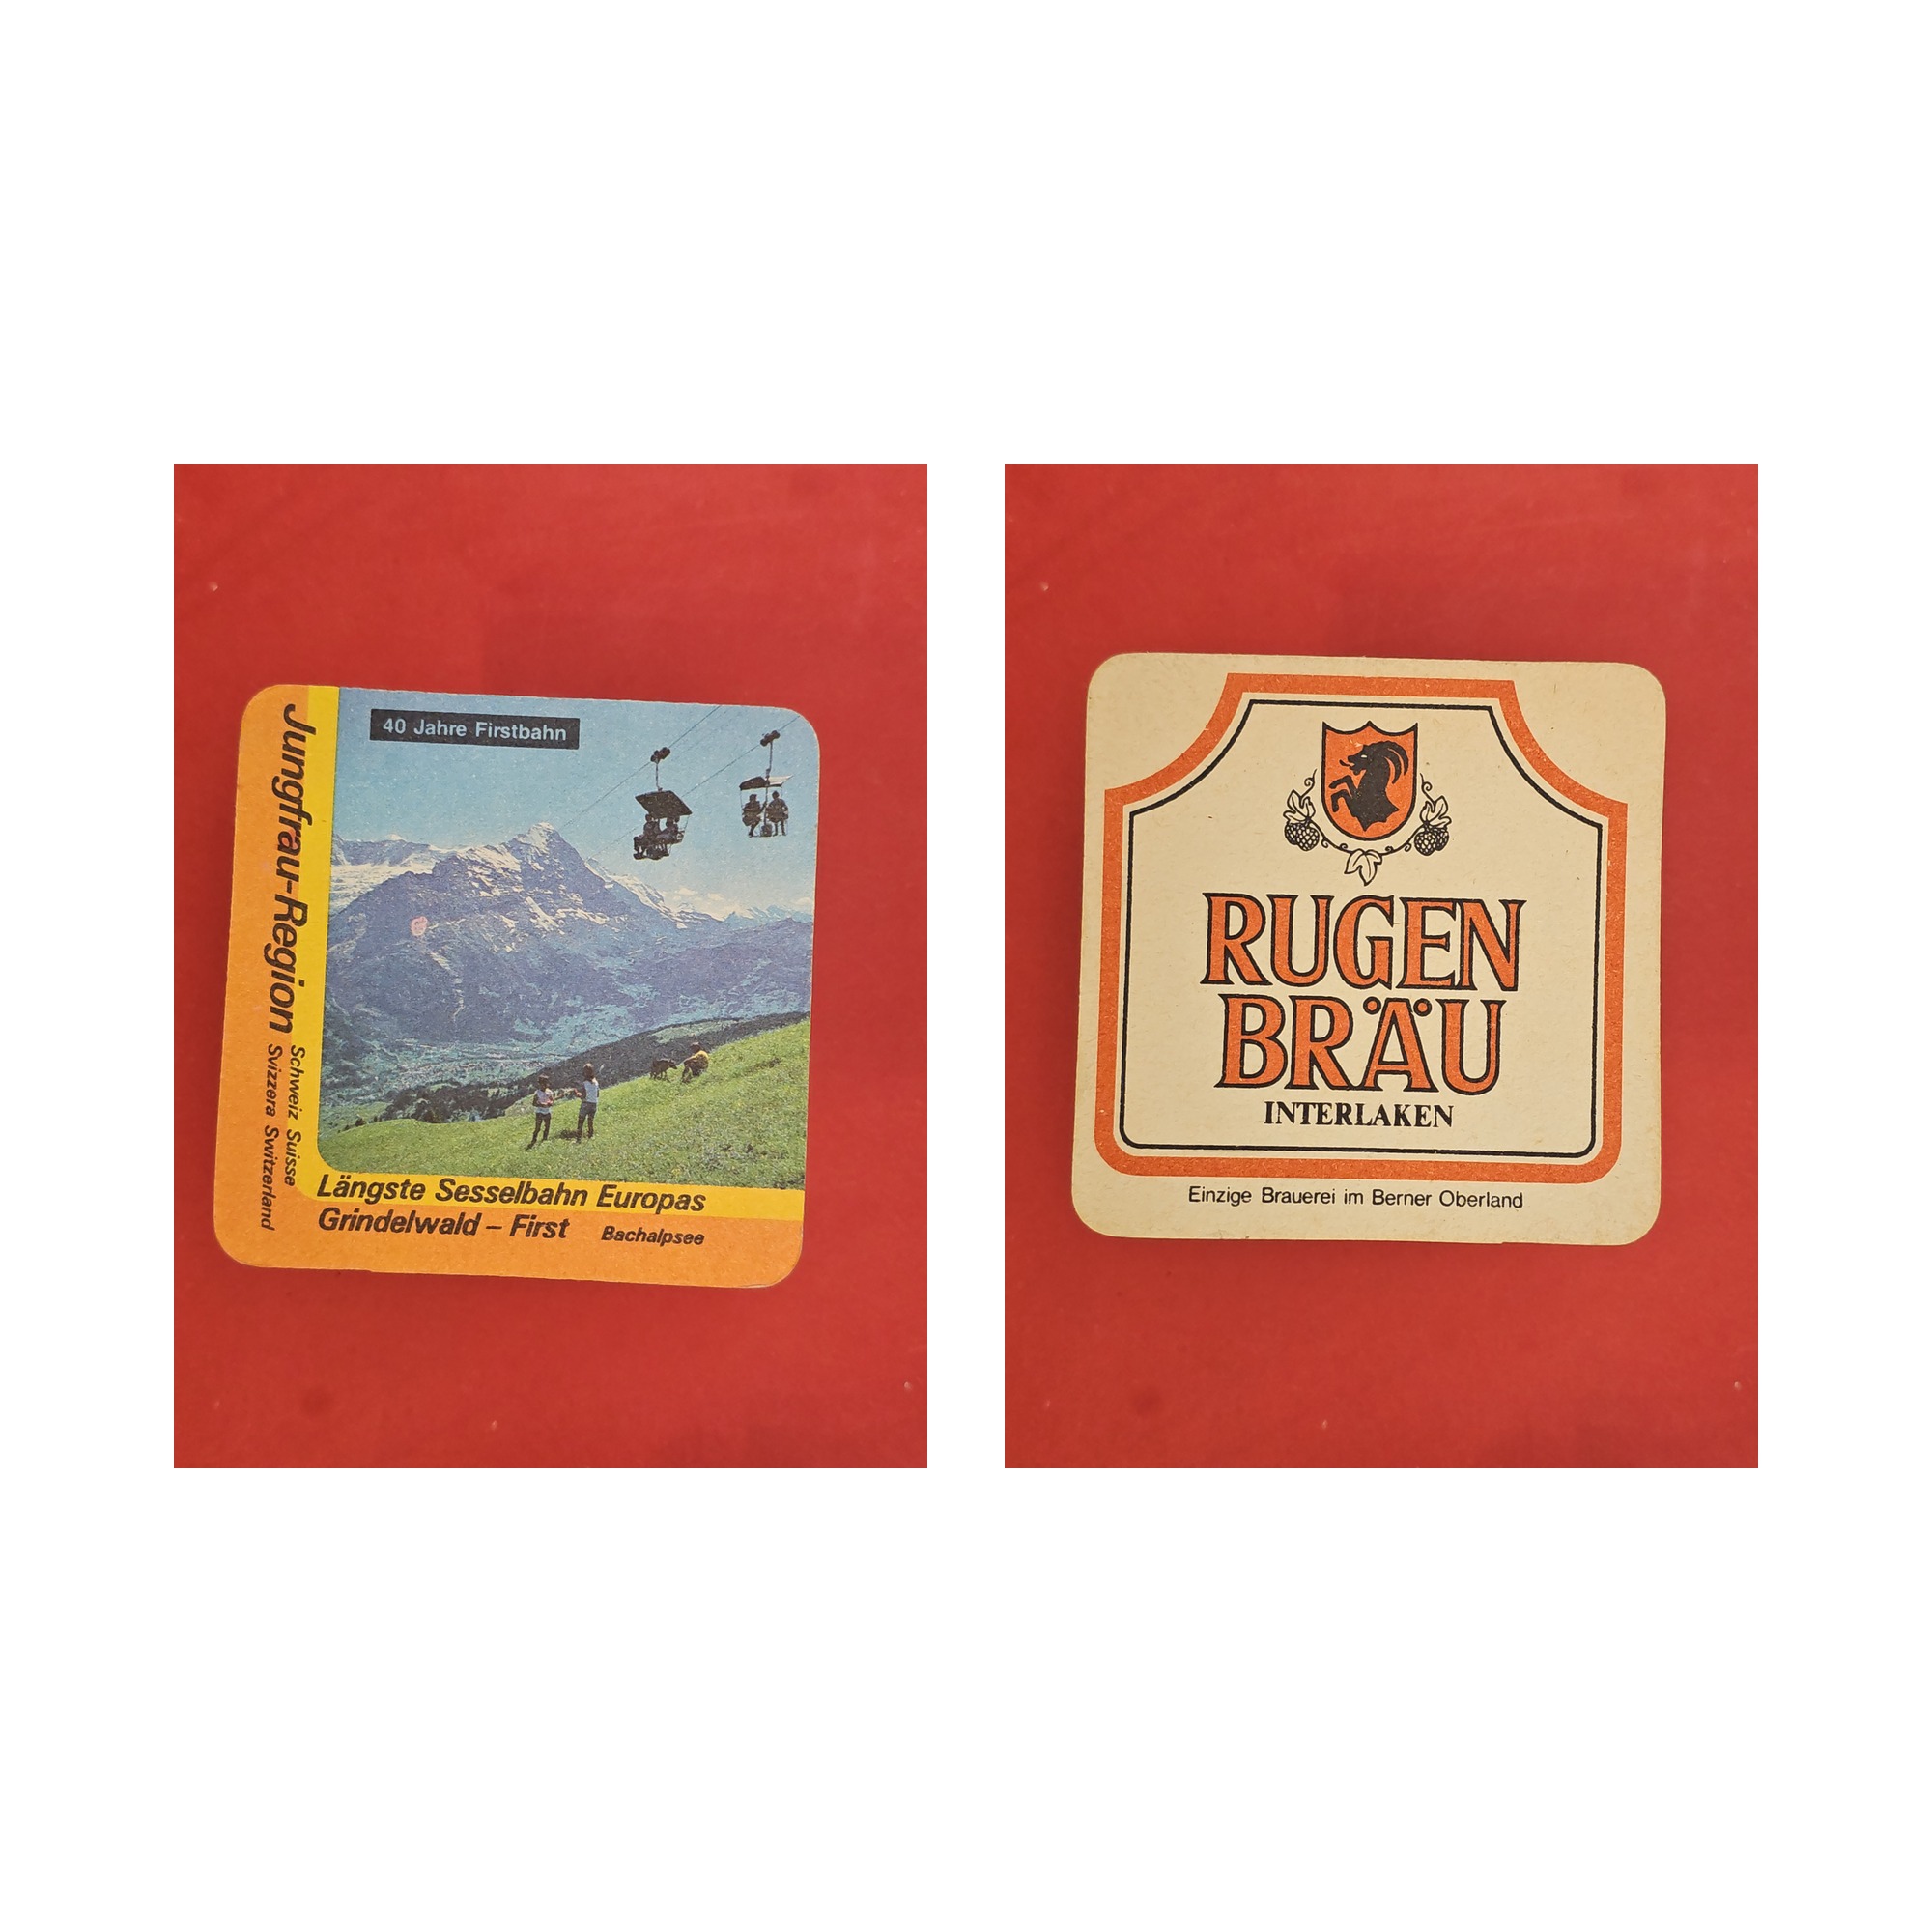 40 Jahre Firstbahn
Jungfrau-Region
Schweiz Suisse
Svizzera Switzerland
Längste Sesselbahn Europas
Grindelwald – First Bachalpsee
RUGEN
BRÄU
INTERLAKEN
Einzige Brauerei im Berner Oberland